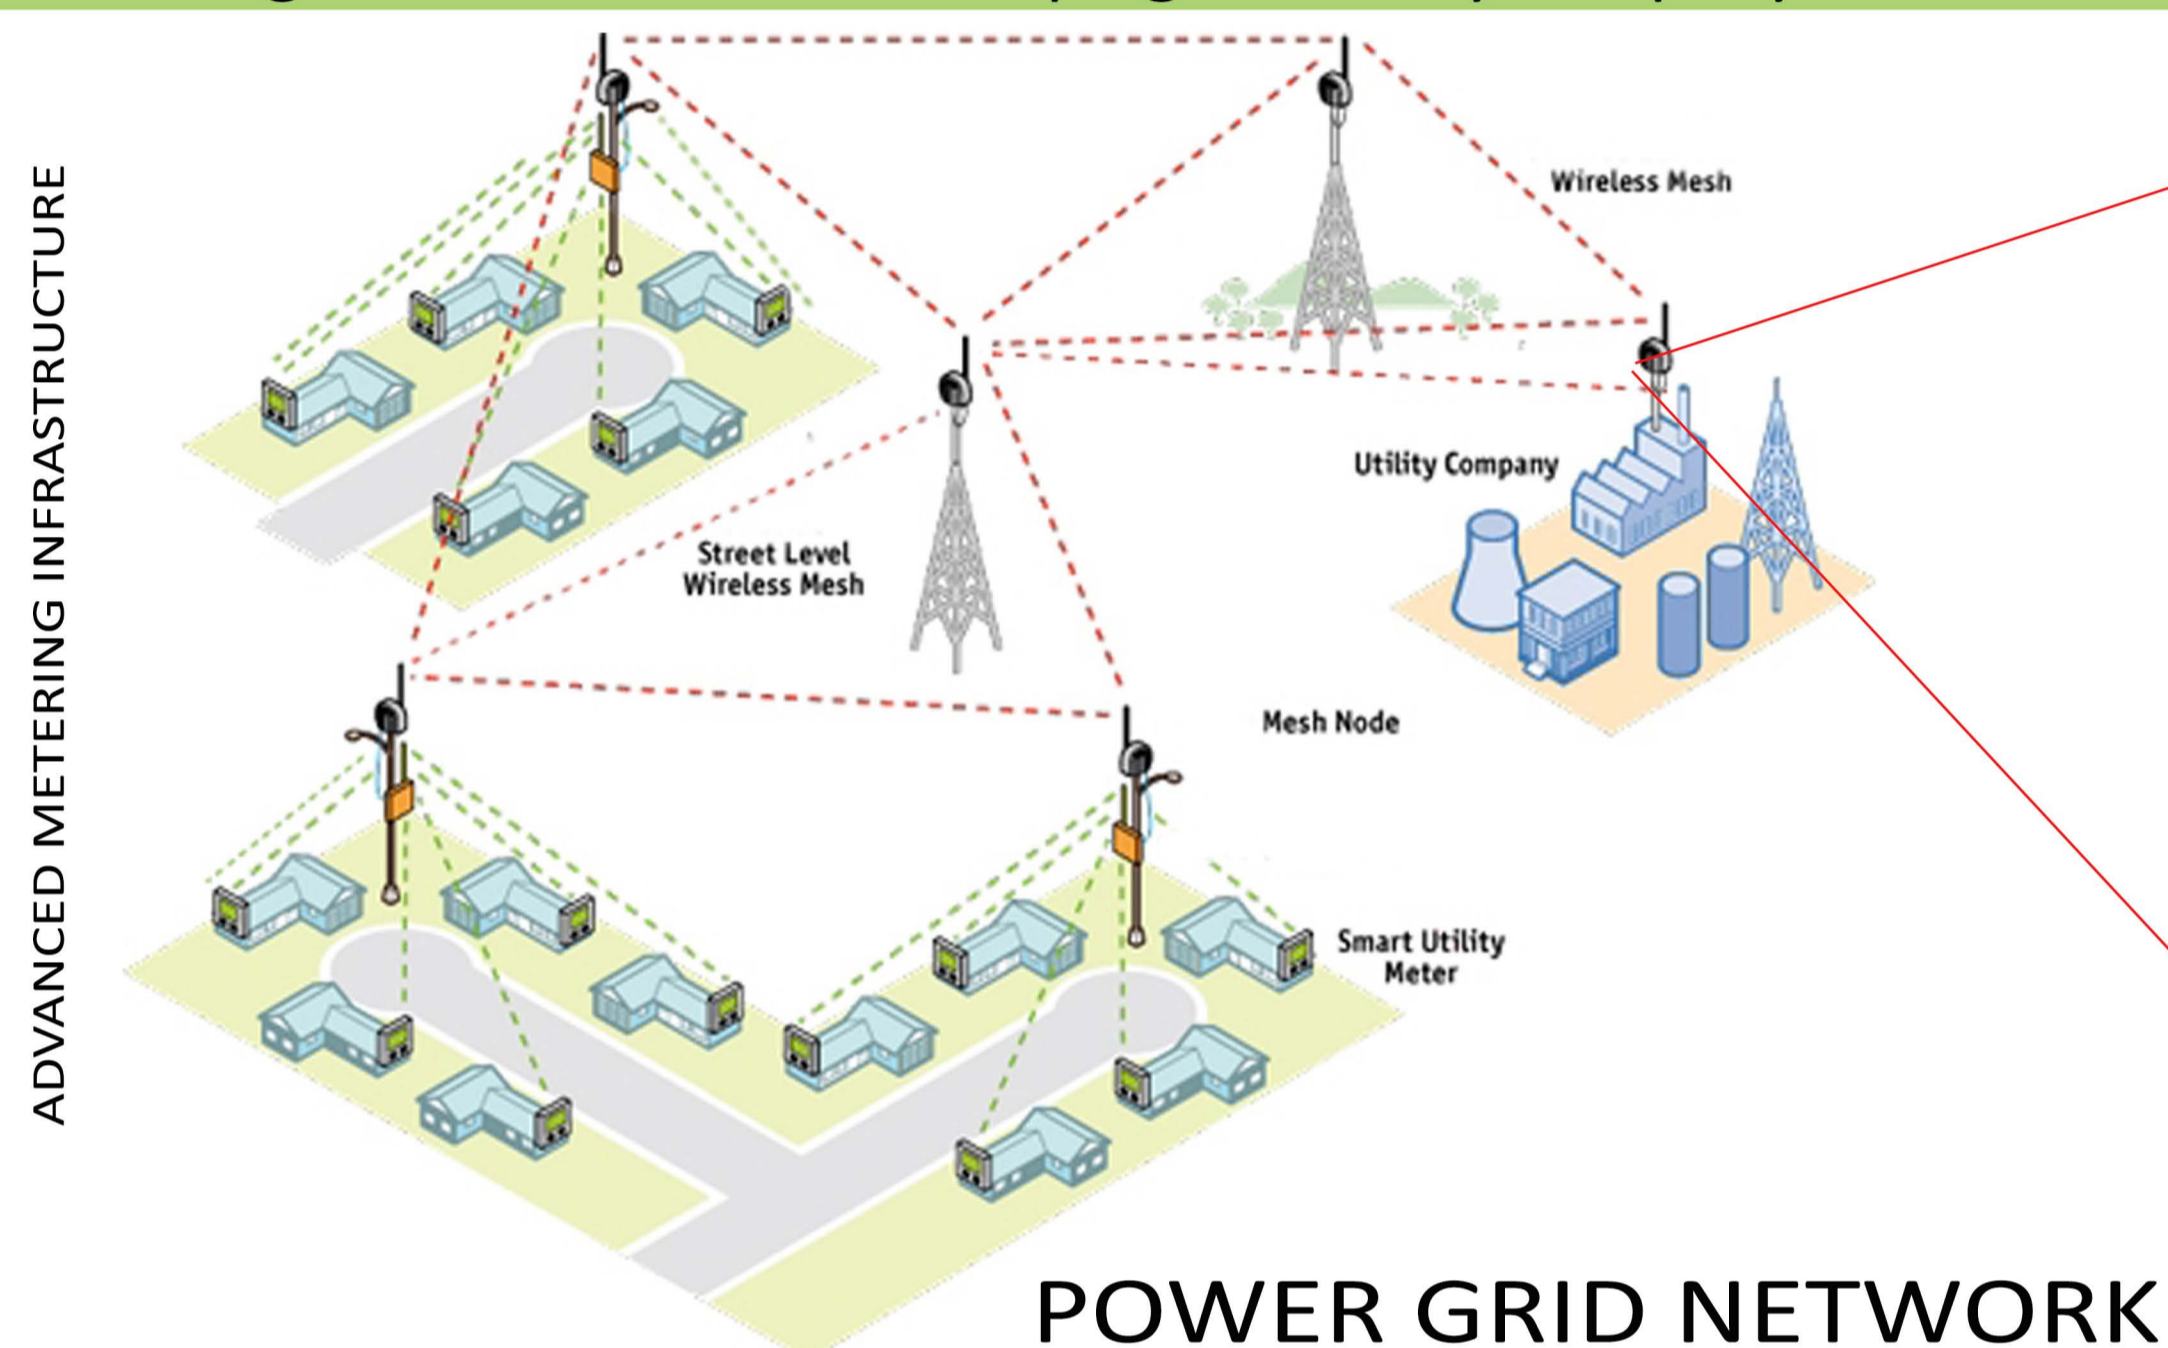 ADVANCED METERING INFRASTRUCTURE
Wireless Mesh
Utility Company
Street Level
Wireless Mesh
Mesh Node
Smart Utility
Meter
POWER GRID NETWORK